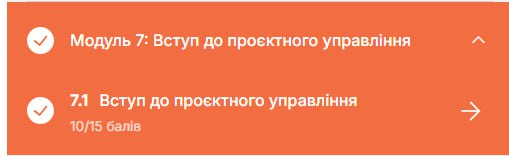 Модуль 7: Вступ до проєктного управління
7.1 Вступ до проєктного управління
10/15 балів